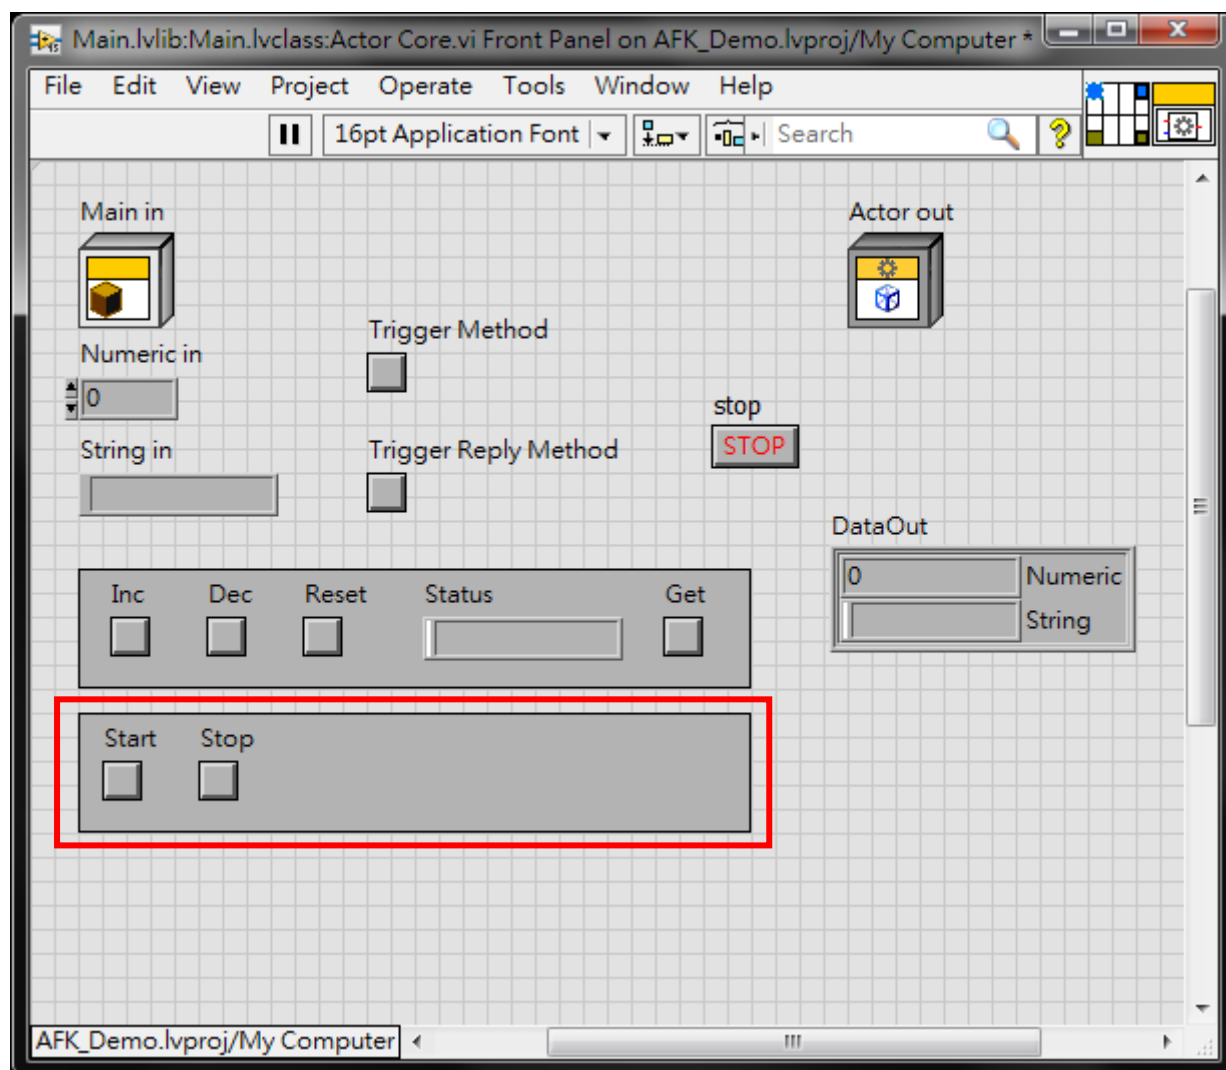 Main.lvlib:Main.lvclass:Actor Core.vi Front Panel on AFK_Demo.lvproj/My Computer *
File Edit View Project Operate Tools Window Help
16pt Application Font Search
Main in
Actor out
Trigger Method
Numeric in
0
stop
STOP
String in
Trigger Reply Method
DataOut
0 Numeric
String
Inc Dec Reset Status Get
Start Stop
AFK_Demo.lvproj/My Computer